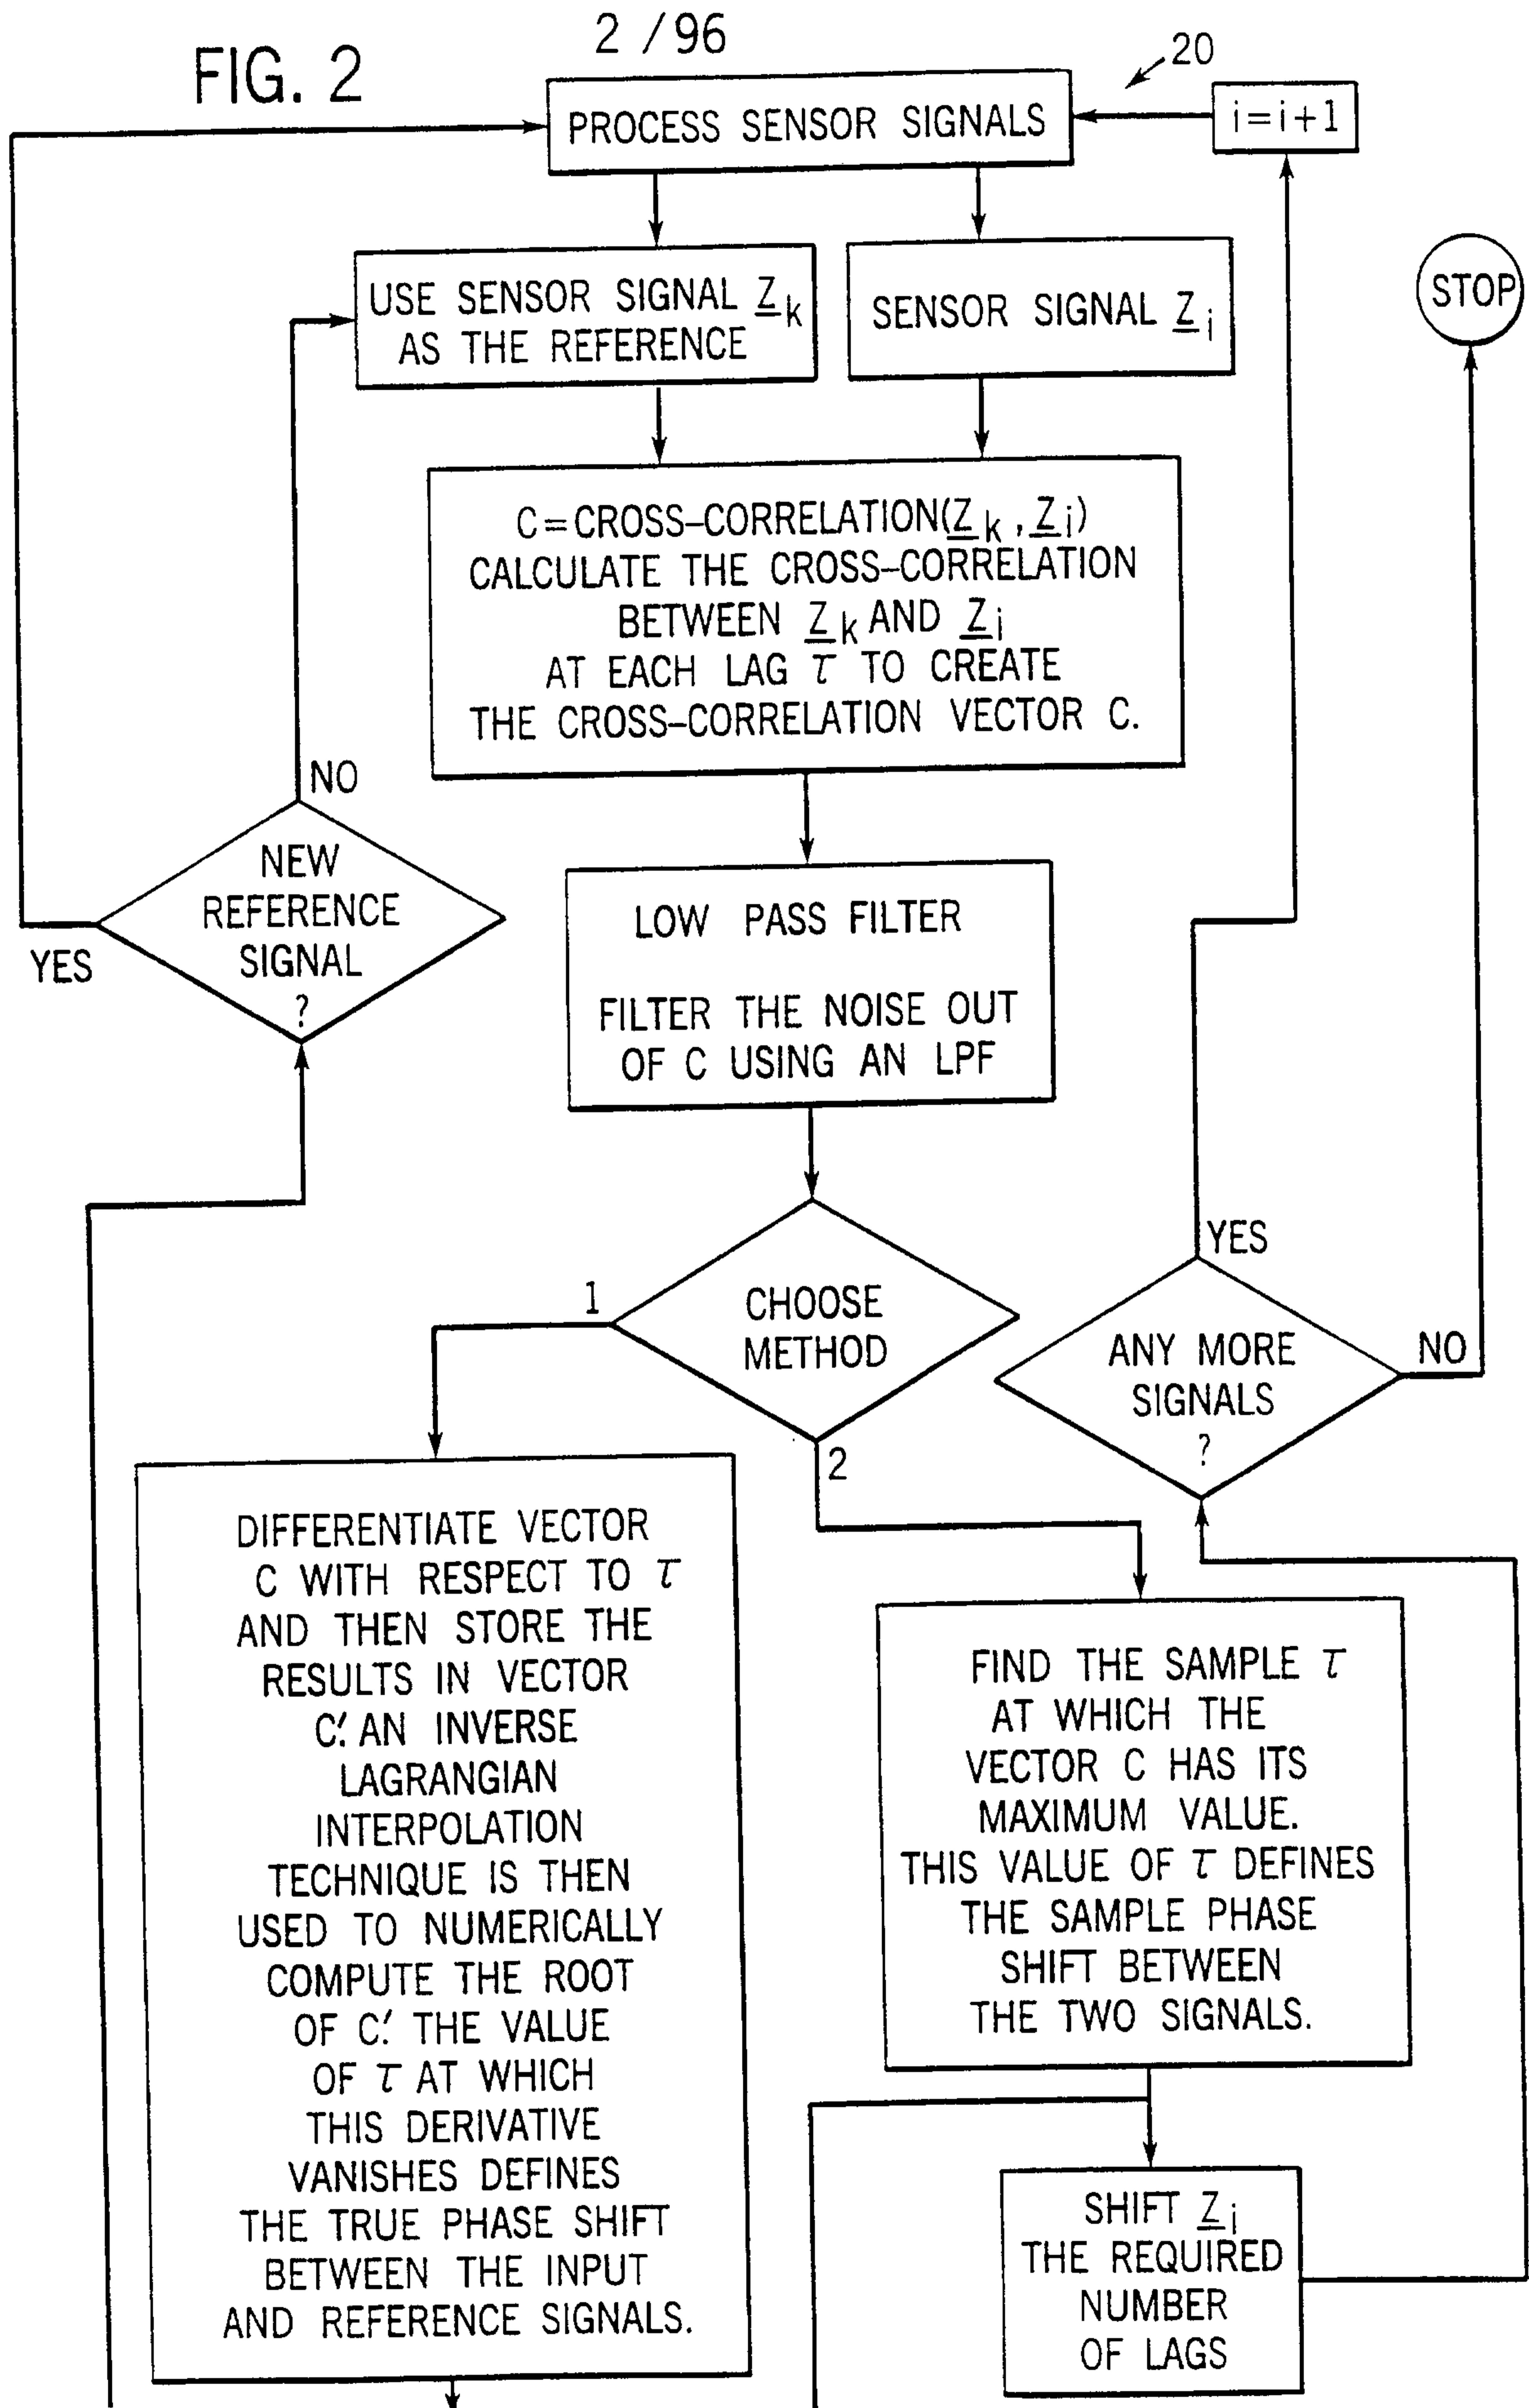 2 / 96
FIG. 2
20
PROCESS SENSOR SIGNALS
i=i+1
USE SENSOR SIGNAL Z k
AS THE REFERENCE
SENSOR SIGNAL Z i
STOP
C=CROSS–CORRELATION(Z k , Z i)
CALCULATE THE CROSS–CORRELATION
BETWEEN Z k AND Z i
AT EACH LAG τ TO CREATE
THE CROSS–CORRELATION VECTOR C.
NO
NEW
REFERENCE
SIGNAL
?
YES
LOW PASS FILTER
FILTER THE NOISE OUT
OF C USING AN LPF
CHOOSE
METHOD
1
2
YES
ANY MORE
SIGNALS
?
NO
DIFFERENTIATE VECTOR
C WITH RESPECT TO τ
AND THEN STORE THE
RESULTS IN VECTOR
C'. AN INVERSE
LAGRANGIAN
INTERPOLATION
TECHNIQUE IS THEN
USED TO NUMERICALLY
COMPUTE THE ROOT
OF C'. THE VALUE
OF τ AT WHICH
THIS DERIVATIVE
VANISHES DEFINES
THE TRUE PHASE SHIFT
BETWEEN THE INPUT
AND REFERENCE SIGNALS.
FIND THE SAMPLE τ
AT WHICH THE
VECTOR C HAS ITS
MAXIMUM VALUE.
THIS VALUE OF τ DEFINES
THE SAMPLE PHASE
SHIFT BETWEEN
THE TWO SIGNALS.
SHIFT Z i
THE REQUIRED
NUMBER
OF LAGS